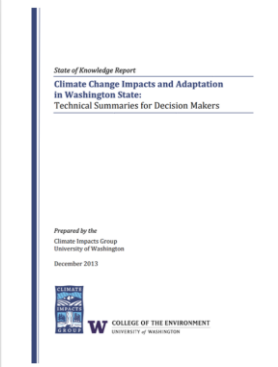 State of Knowledge Report
Climate Change Impacts and Adaptation
in Washington State:
Technical Summaries for Decision Makers
Prepared by the
Climate Impacts Group
University of Washington
December 2013
CLIMATE
IMPACTS
GROUP
W COLLEGE OF THE ENVIRONMENT
UNIVERSITY of WASHINGTON